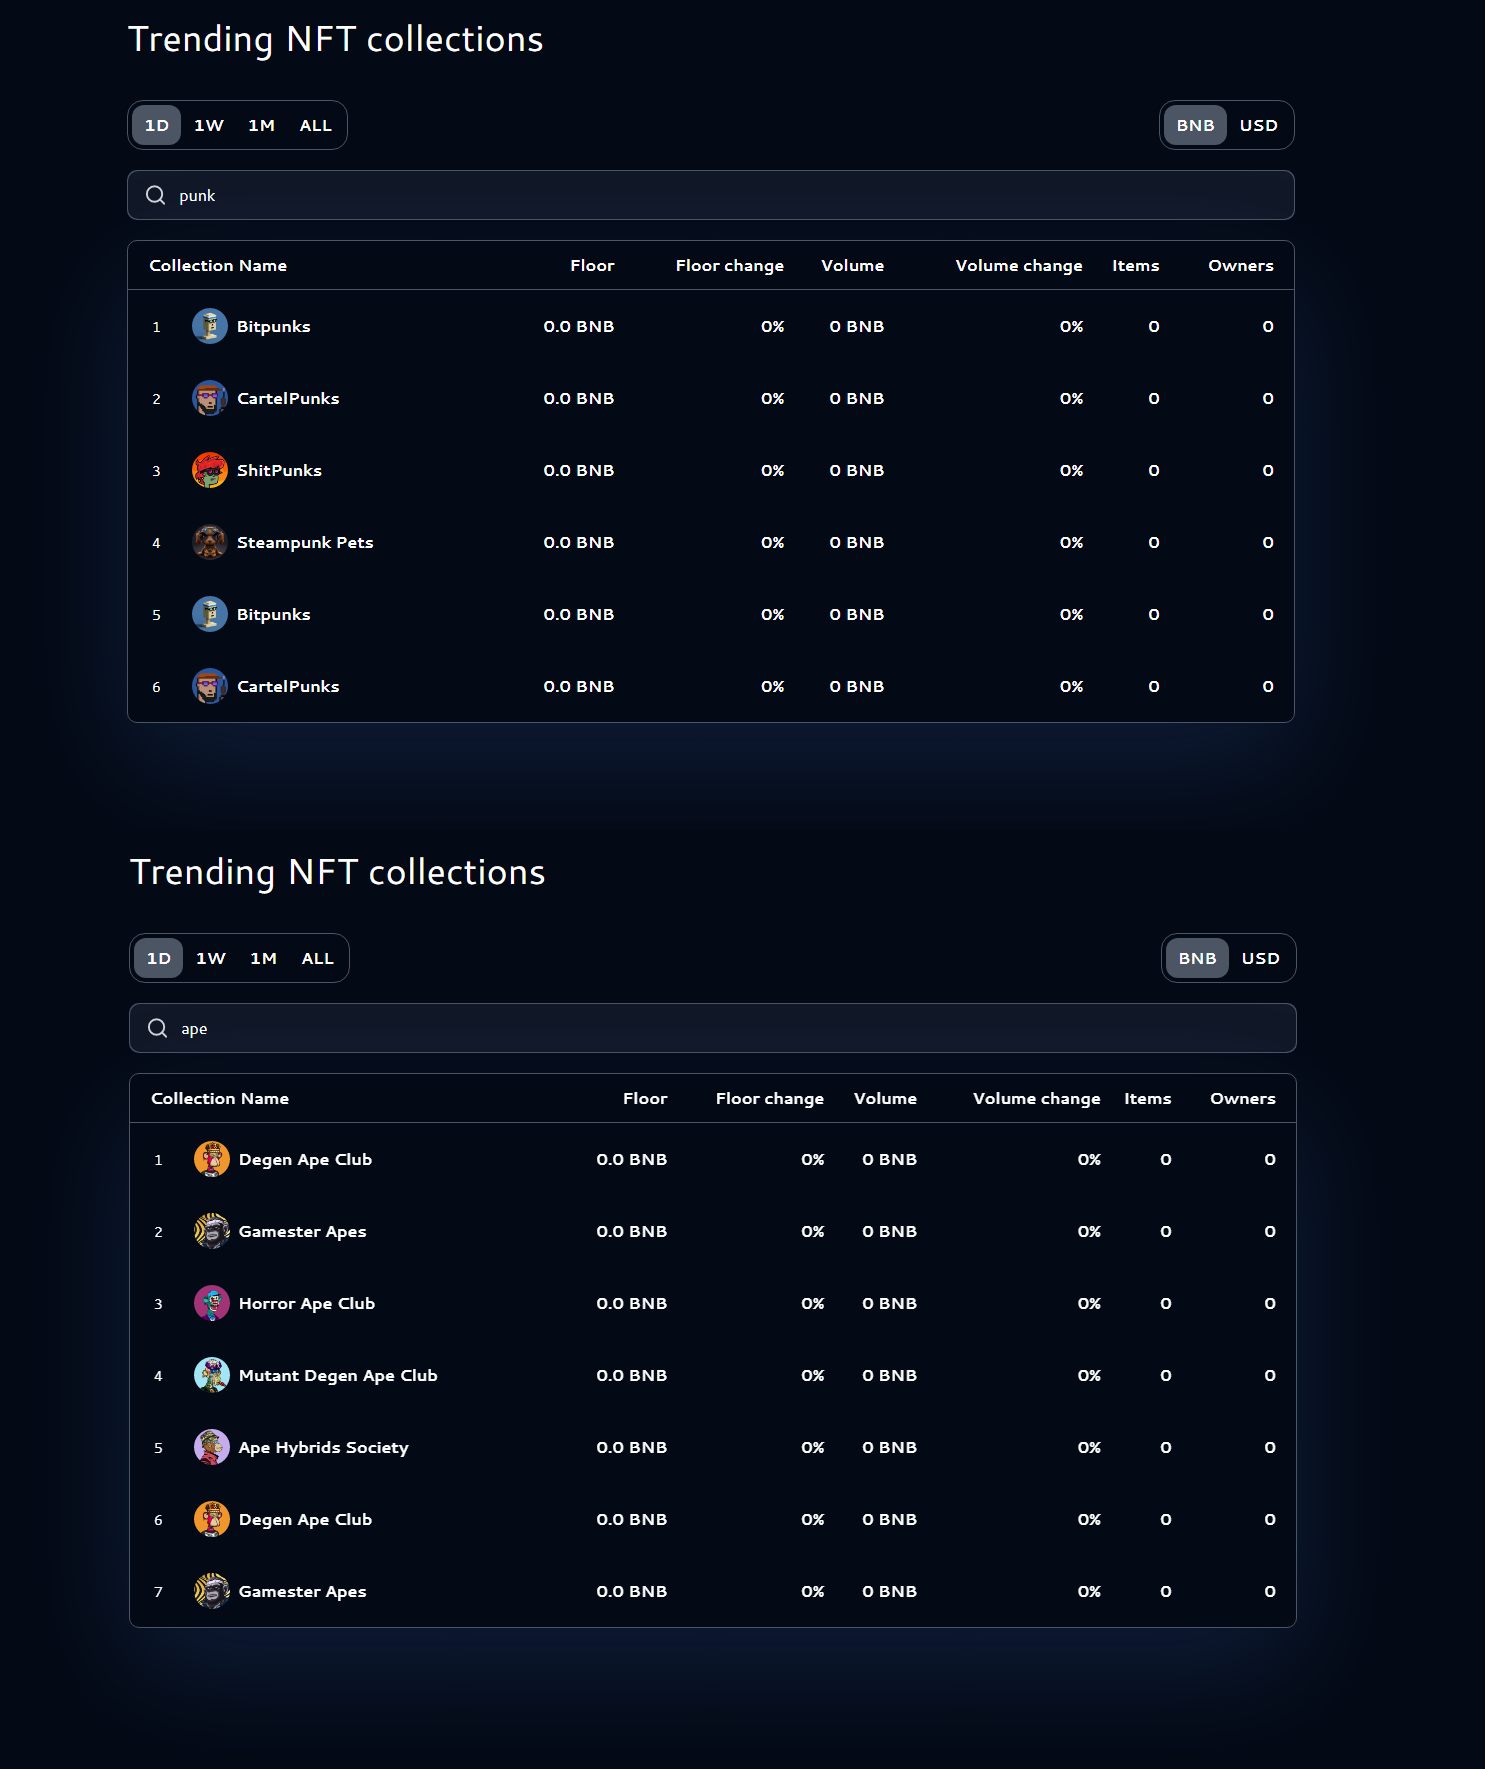 Trending NFT collections
1D 1W 1M ALL BNB USD
punk
Collection Name Floor Floor change Volume Volume change Items Owners
1 Bitpunks 0.0 BNB 0% 0 BNB 0% 0 0
2 CartelPunks 0.0 BNB 0% 0 BNB 0% 0 0
3 ShitPunks 0.0 BNB 0% 0 BNB 0% 0 0
4 Steampunk Pets 0.0 BNB 0% 0 BNB 0% 0 0
5 Bitpunks 0.0 BNB 0% 0 BNB 0% 0 0
6 CartelPunks 0.0 BNB 0% 0 BNB 0% 0 0
Trending NFT collections
1D 1W 1M ALL BNB USD
ape
Collection Name Floor Floor change Volume Volume change Items Owners
1 Degen Ape Club 0.0 BNB 0% 0 BNB 0% 0 0
2 Gamester Apes 0.0 BNB 0% 0 BNB 0% 0 0
3 Horror Ape Club 0.0 BNB 0% 0 BNB 0% 0 0
4 Mutant Degen Ape Club 0.0 BNB 0% 0 BNB 0% 0 0
5 Ape Hybrids Society 0.0 BNB 0% 0 BNB 0% 0 0
6 Degen Ape Club 0.0 BNB 0% 0 BNB 0% 0 0
7 Gamester Apes 0.0 BNB 0% 0 BNB 0% 0 0